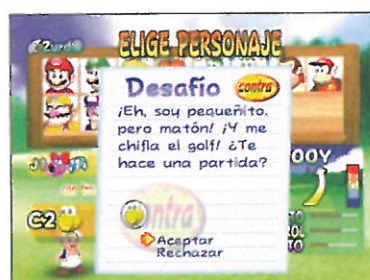 ELIGE PERSONAJE
Desafío contra
¡Eh, soy pequeñito,
pero matón! ¡Y me
chifla el golf! ¿Te
hace una partida?
Aceptar
Rechazar
C2